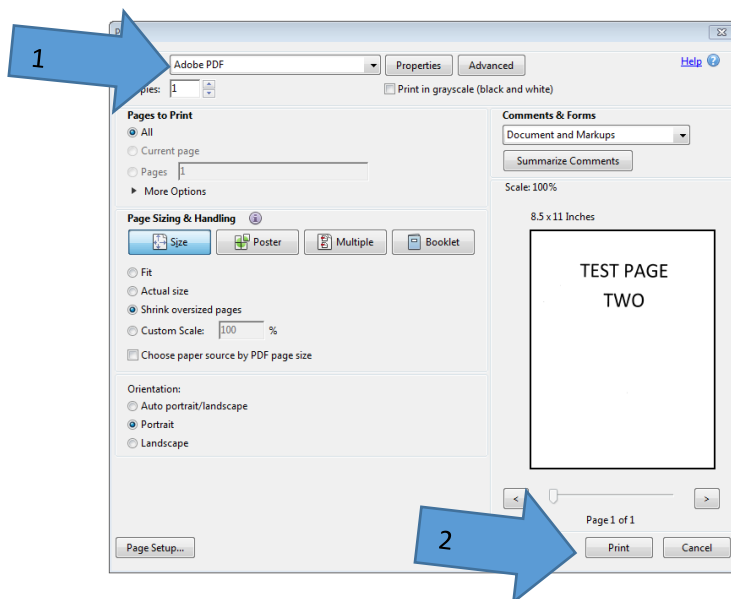 1
Adobe PDF Properties Advanced Help
1 Print in grayscale (black and white)
Pages to Print
All
Current page
Pages 1
More Options
Comments & Forms
Document and Markups
Summarize Comments
Scale: 100%
8.5 x 11 Inches
Page Sizing & Handling
Size Poster Multiple Booklet
Fit
Actual size
Shrink oversized pages
Custom Scale: 100 %
Choose paper source by PDF page size
TEST PAGE
TWO
Orientation:
Auto portrait/landscape
Portrait
Landscape
< >
Page 1 of 1
2
Page Setup... Print Cancel